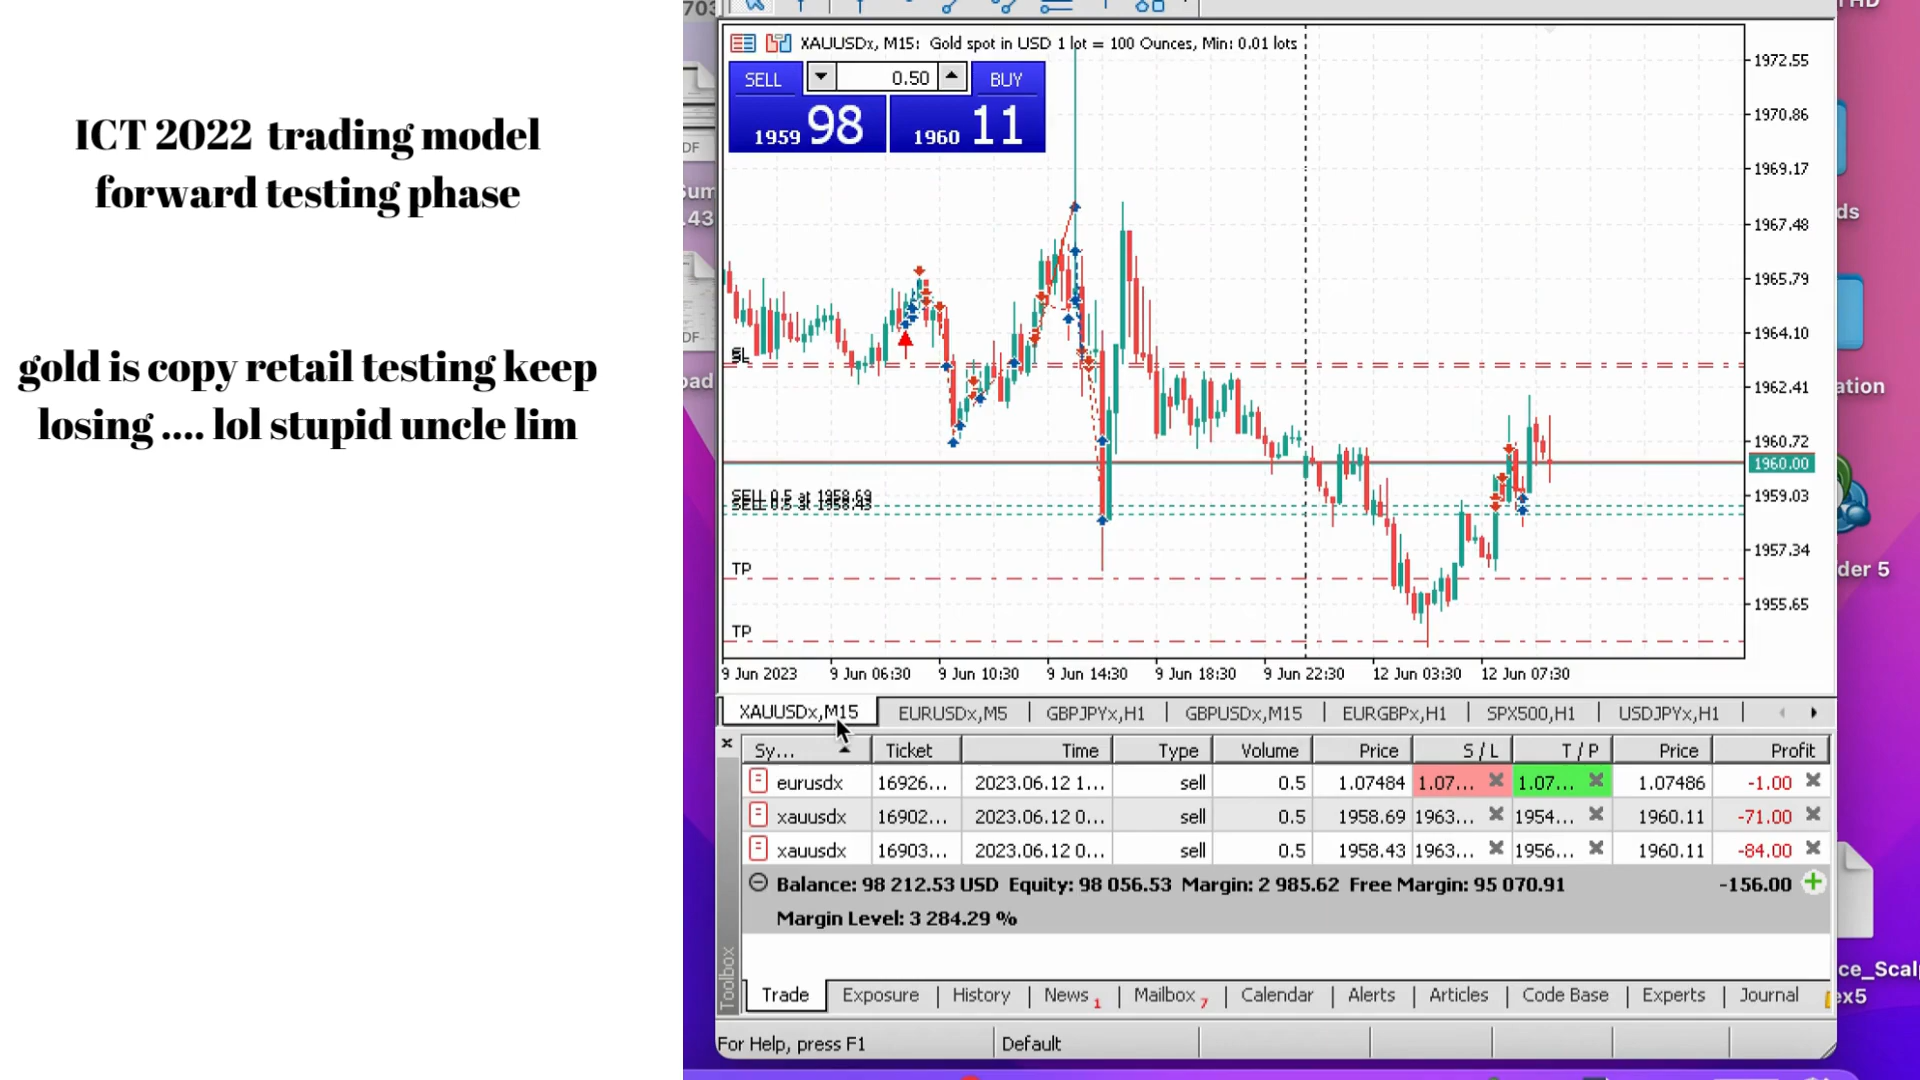 ICT 2022 trading model
forward testing phase
gold is copy retail testing keep
losing .... lol stupid uncle lim
XAUUSDx, M15: Gold spot in USD 1 lot = 100 Ounces, Min: 0.01 lots
SELL 0.50 BUY
1959 98 1960 11
1972.55
1970.86
1969.17
1967.48
1965.79
1964.10
1962.41
1960.72
1960.00
1959.03
1957.34
1955.65
SL
SELL 0.5 at 1958.69
SELL 0.5 at 1958.43
TP
TP
9 Jun 2023 9 Jun 06:30 9 Jun 10:30 9 Jun 14:30 9 Jun 18:30 9 Jun 22:30 12 Jun 03:30 12 Jun 07:30
XAUUSDx,M15 EURUSDx,M5 GBPJPYx,H1 GBPUSDx,M15 EURGBPx,H1 SPX500,H1 USDJPYx,H1
Sy... Ticket Time Type Volume Price S / L T / P Price Profit
eurusdx 16926... 2023.06.12 1... sell 0.5 1.07484 1.07... 1.07... 1.07486 -1.00
xauusdx 16902... 2023.06.12 0... sell 0.5 1958.69 1963... 1954... 1960.11 -71.00
xauusdx 16903... 2023.06.12 0... sell 0.5 1958.43 1963... 1956... 1960.11 -84.00
Balance: 98 212.53 USD Equity: 98 056.53 Margin: 2 985.62 Free Margin: 95 070.91 -156.00
Margin Level: 3 284.29 %
Toolbox
Trade Exposure History News 1 Mailbox 7 Calendar Alerts Articles Code Base Experts Journal
For Help, press F1 Default
703
DF
Sum
.43
DF
oad
ds
ation
der 5
ce_Scal
ex5